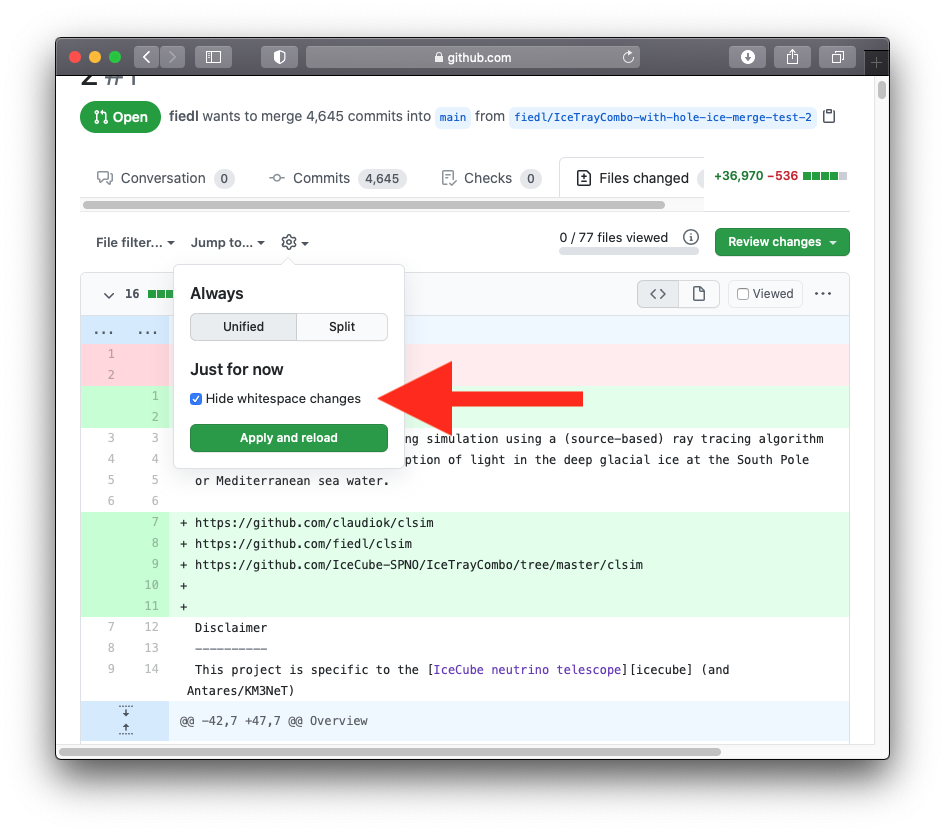 github.com
Open fiedl wants to merge 4,645 commits into main from fiedl/IceTrayCombo-with-hole-ice-merge-test-2
Conversation 0 Commits 4,645 Checks 0 Files changed +36,970 −536
File filter... Jump to... 0 / 77 files viewed Review changes
16 Viewed
Always
Unified Split
Just for now
Hide whitespace changes
Apply and reload
... ...
1
2
1
2
3 3 ng simulation using a (source-based) ray tracing algorithm
4 4 ption of light in the deep glacial ice at the South Pole
5 5 or Mediterranean sea water.
6 6
7 + https://github.com/claudiok/clsim
8 + https://github.com/fiedl/clsim
9 + https://github.com/IceCube-SPNO/IceTrayCombo/tree/master/clsim
10 +
11 +
7 12 Disclaimer
8 13 ----------
9 14 This project is specific to the [IceCube neutrino telescope][icecube] (and
Antares/KM3NeT)
@@ -42,7 +47,7 @@ Overview